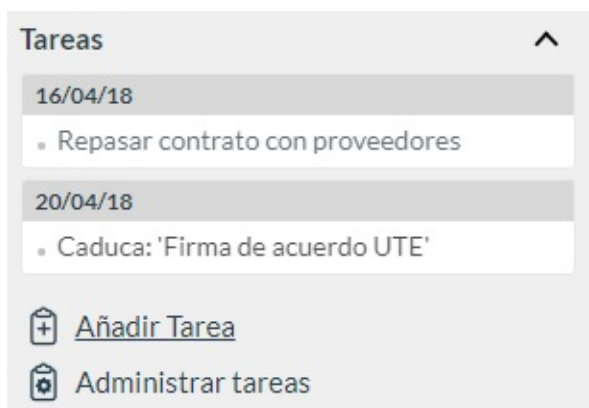 Tareas
16/04/18
Repasar contrato con proveedores
20/04/18
Caduca: 'Firma de acuerdo UTE'
Añadir Tarea
Administrar tareas